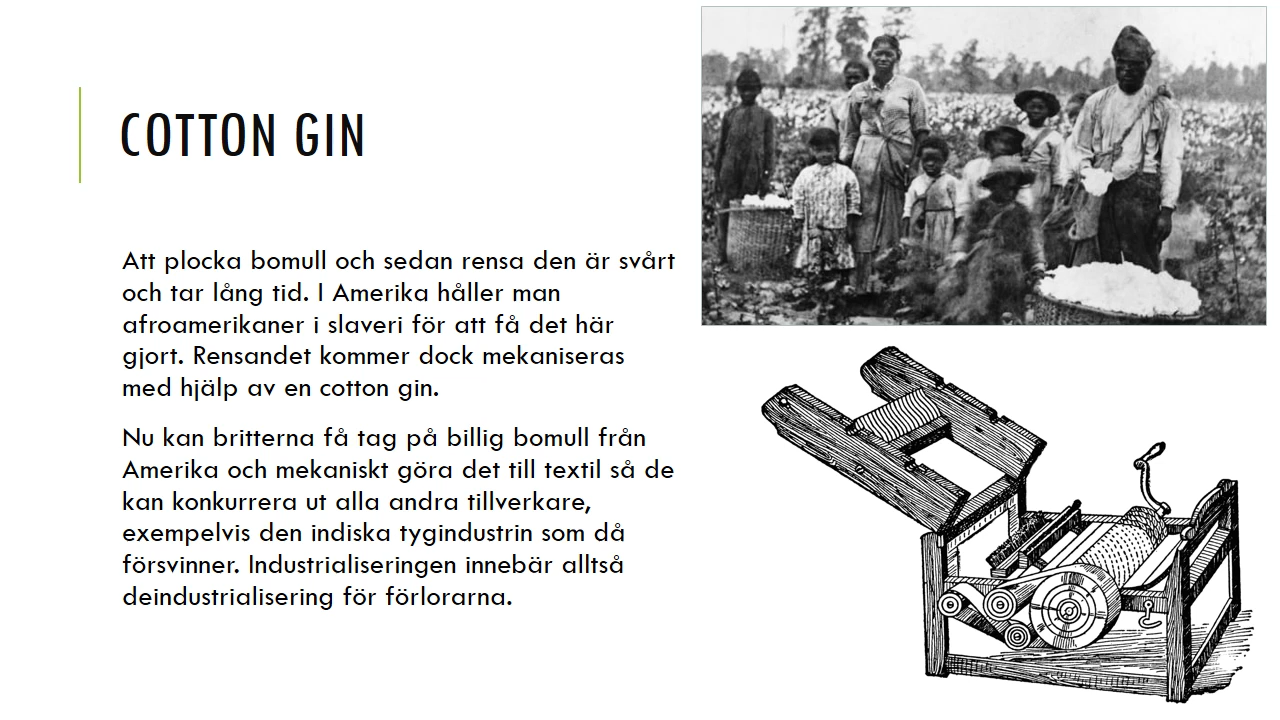 COTTON GIN
Att plocka bomull och sedan rensa den är svårt
och tar lång tid. I Amerika håller man
afroamerikaner i slaveri för att få det här
gjort. Rensandet kommer dock mekaniseras
med hjälp av en cotton gin.
Nu kan britterna få tag på billig bomull från
Amerika och mekaniskt göra det till textil så de
kan konkurrera ut alla andra tillverkare,
exempelvis den indiska tygindustrin som då
försvinner. Industrialiseringen innebär alltså
deindustrialisering för förlorarna.